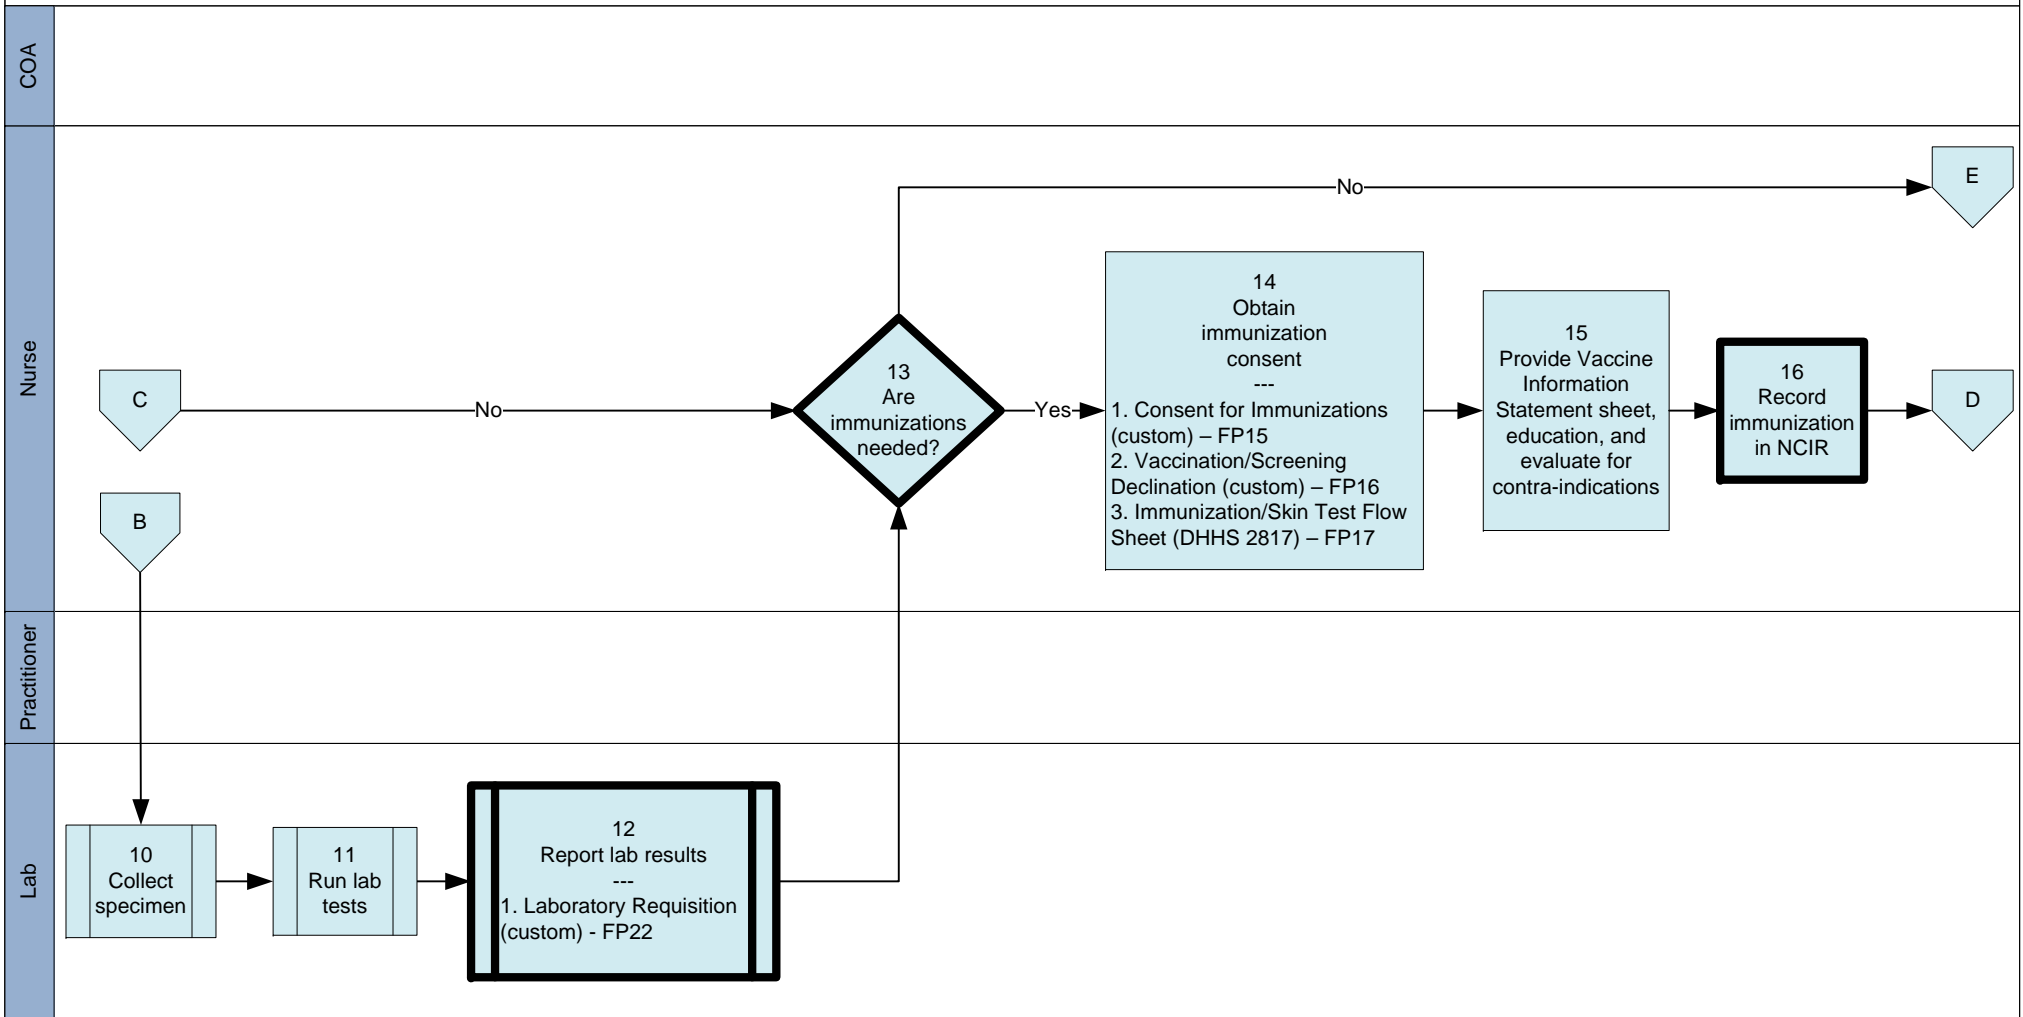 COA
Nurse
Practitioner
Lab
E
No
C
No
13
Are
immunizations
needed?
Yes
14
Obtain
immunization
consent
---
1. Consent for Immunizations
(custom) – FP15
2. Vaccination/Screening
Declination (custom) – FP16
3. Immunization/Skin Test Flow
Sheet (DHHS 2817) – FP17
15
Provide Vaccine
Information
Statement sheet,
education, and
evaluate for
contra-indications
16
Record
immunization
in NCIR
D
B
10
Collect
specimen
11
Run lab
tests
12
Report lab results
---
1. Laboratory Requisition
(custom) - FP22